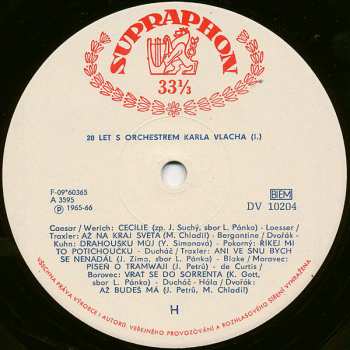 SUPRAPHON
33⅓
20 LET S ORCHESTREM KARLA VLACHA (I.)
F-09*60365
A 3595
Ⓟ 1965-66
BIEM
DV 10204
Caesar / Werich: CECILIE (zp. J. Suchý, sbor L. Pánka) - Loesser /
Traxler: AŽ NA KRAJ SVETA (M. Chladil) - Bergantine / Dvořák -
Kuhn: DRAHOUŠKU MŮJ (Y. Simonová) - Pokorný: ŘÍKEJ MI
TO POTICHOUČKU - Ducháč / Traxler: ANI VE SNU BYCH
SE NENADÁL (J. Zíma, sbor L. Pánka) - Blake / Moravec:
PÍSEŇ O TRAMWAJI (J. Petrů) - de Curtis /
Borovec: VRAŤ SE DO SORRENTA (K. Gott,
sbor L. Pánka) - Ducháč - Hála / Dvořák:
AŽ BUDEŠ MÁ (J. Petrů, M. Chladil)
H
VŠECHNA PRÁVA VÝROBCE I AUTORŮ VEŘEJNÉHO PROVOZOVÁNÍ A ROZHLASOVÉHO ŠÍŘENÍ VYHRAŽENA